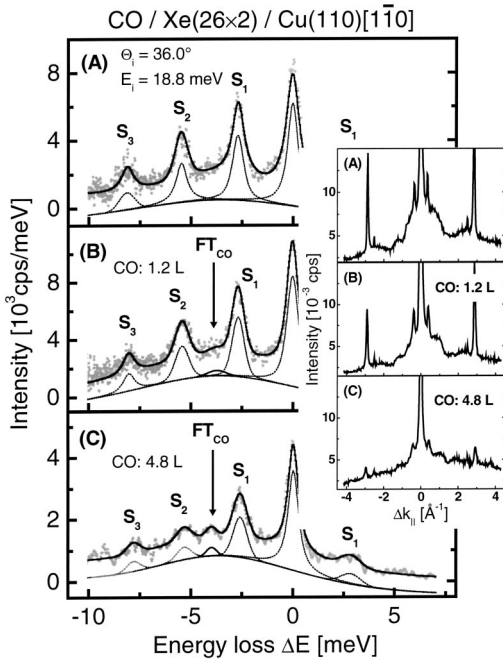 CO / Xe(26×2) / Cu(110)[11̄0]
(A)
Θi = 36.0°
Ei = 18.8 meV
S3
S2
S1
8
4
0
(B)
FTCO
CO: 1.2 L
S3
S2
S1
8
4
0
(C)
FTCO
CO: 4.8 L
S3
S2
S1
S1
4
2
0
Intensity [10³cps/meV]
-10
-5
0
5
Energy loss ΔE [meV]
S1
(A)
10
5
(B)
CO: 1.2 L
10
5
(C)
CO: 4.8 L
10
5
Intensity [10⁻³ cps]
-4
-2
0
2
4
Δk|| [Å⁻¹]